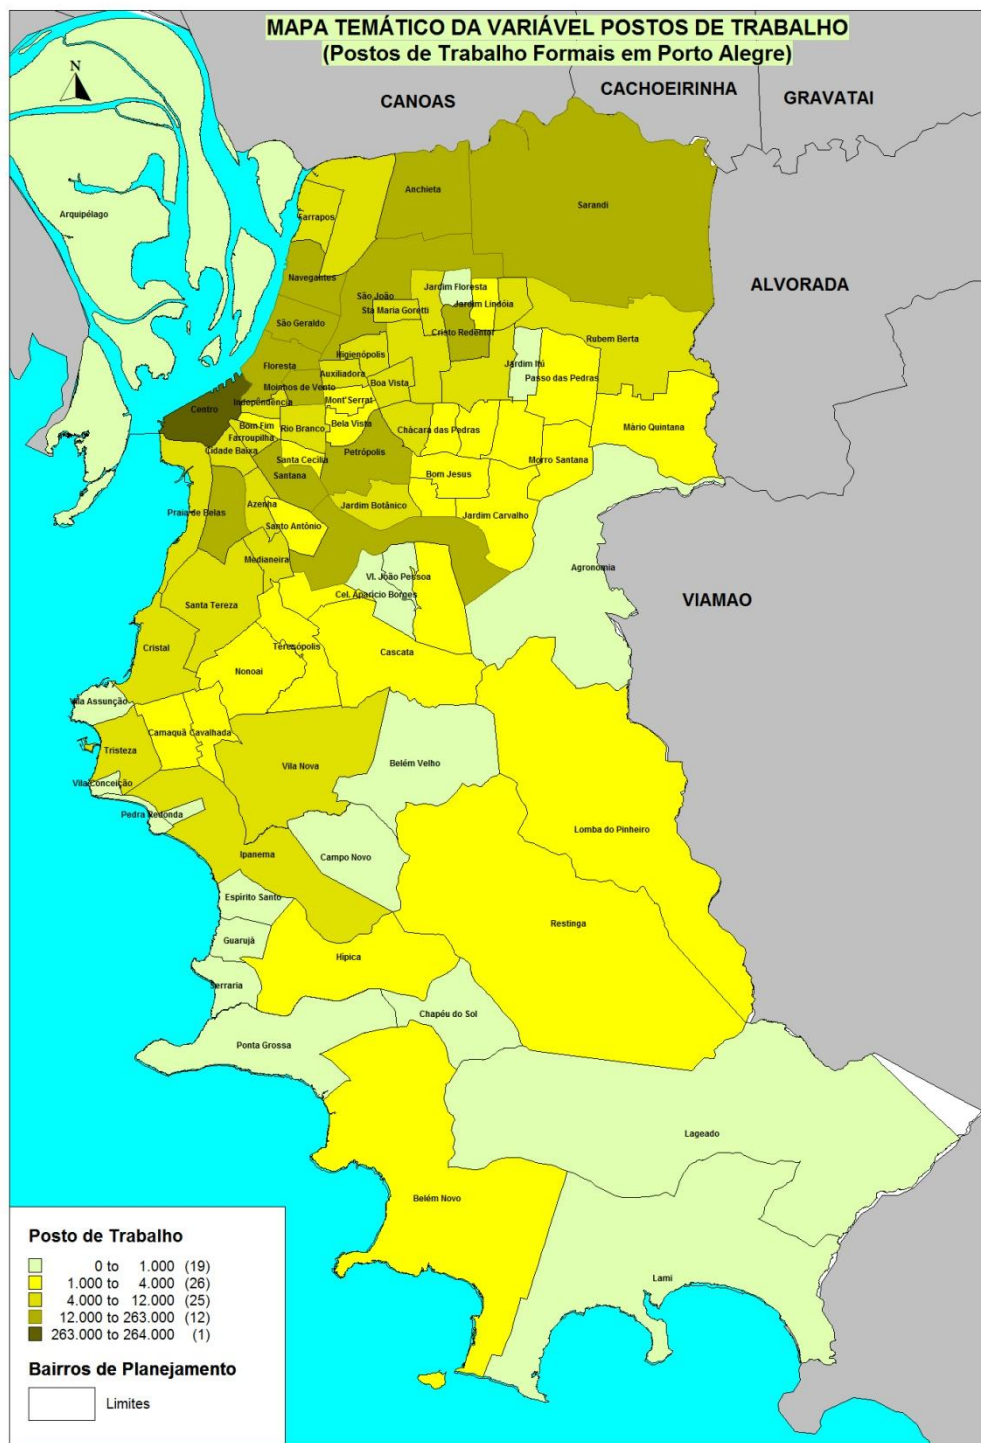 MAPA TEMÁTICO DA VARIÁVEL POSTOS DE TRABALHO
(Postos de Trabalho Formais em Porto Alegre)
N
CANOAS
CACHOEIRINHA
GRAVATAI
Anchieta
Sarandi
Arquipélago
Farrapos
Navegantes
ALVORADA
Jardim Floresta
São João
Jardim Lindóia
Sta Maria Goretti
São Geraldo
Cristo Redentor
Rubem Berta
Higienópolis
Floresta
Jardim Itú
Auxiliadora
Passo das Pedras
Moinhos de Vento
Boa Vista
Independência
Mont'Serrat
Centro
Bom Fim
Rio Branco
Bela Vista
Chácara das Pedras
Mário Quintana
Farroupilha
Cidade Baixa
Petrópolis
Santa Cecília
Morro Santana
Santana
Bom Jesus
Azenha
Jardim Botânico
Praia de Belas
Jardim Carvalho
Santo Antônio
Medianeira
Agronomia
Vl. João Pessoa
Cel. Aparicio Borges
VIAMAO
Santa Tereza
Cristal
Teresópolis
Cascata
Nonoai
Vila Assunção
Camaquã
Cavalhada
Tristeza
Vila Nova
Belém Velho
Vila Conceição
Pedra Redonda
Lomba do Pinheiro
Ipanema
Campo Novo
Espírito Santo
Restinga
Guarujá
Hípica
Serraria
Chapéu do Sol
Ponta Grossa
Lageado
Belém Novo
Lami
Posto de Trabalho
0 to 1.000 (19)
1.000 to 4.000 (26)
4.000 to 12.000 (25)
12.000 to 263.000 (12)
263.000 to 264.000 (1)
Bairros de Planejamento
Limites